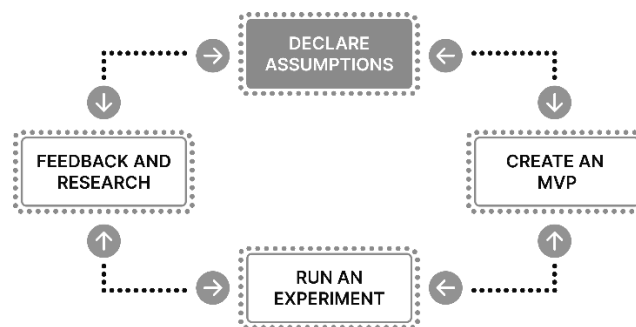 DECLARE
ASSUMPTIONS
FEEDBACK AND
RESEARCH
CREATE AN
MVP
RUN AN
EXPERIMENT